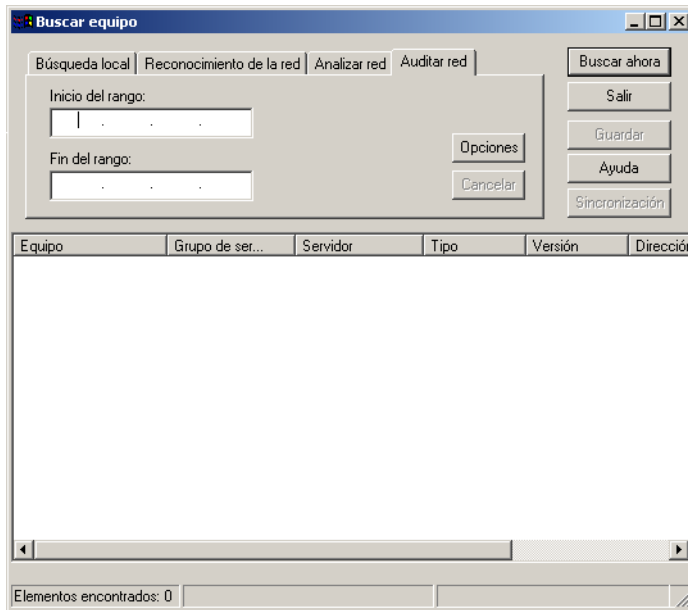 Buscar equipo
Búsqueda local Reconocimiento de la red Analizar red Auditar red
Buscar ahora
Inicio del rango:
Salir
. . .
Guardar
Opciones
Fin del rango:
Ayuda
. . .
Cancelar
Sincronización
Equipo Grupo de ser... Servidor Tipo Versión Dirección
Elementos encontrados: 0